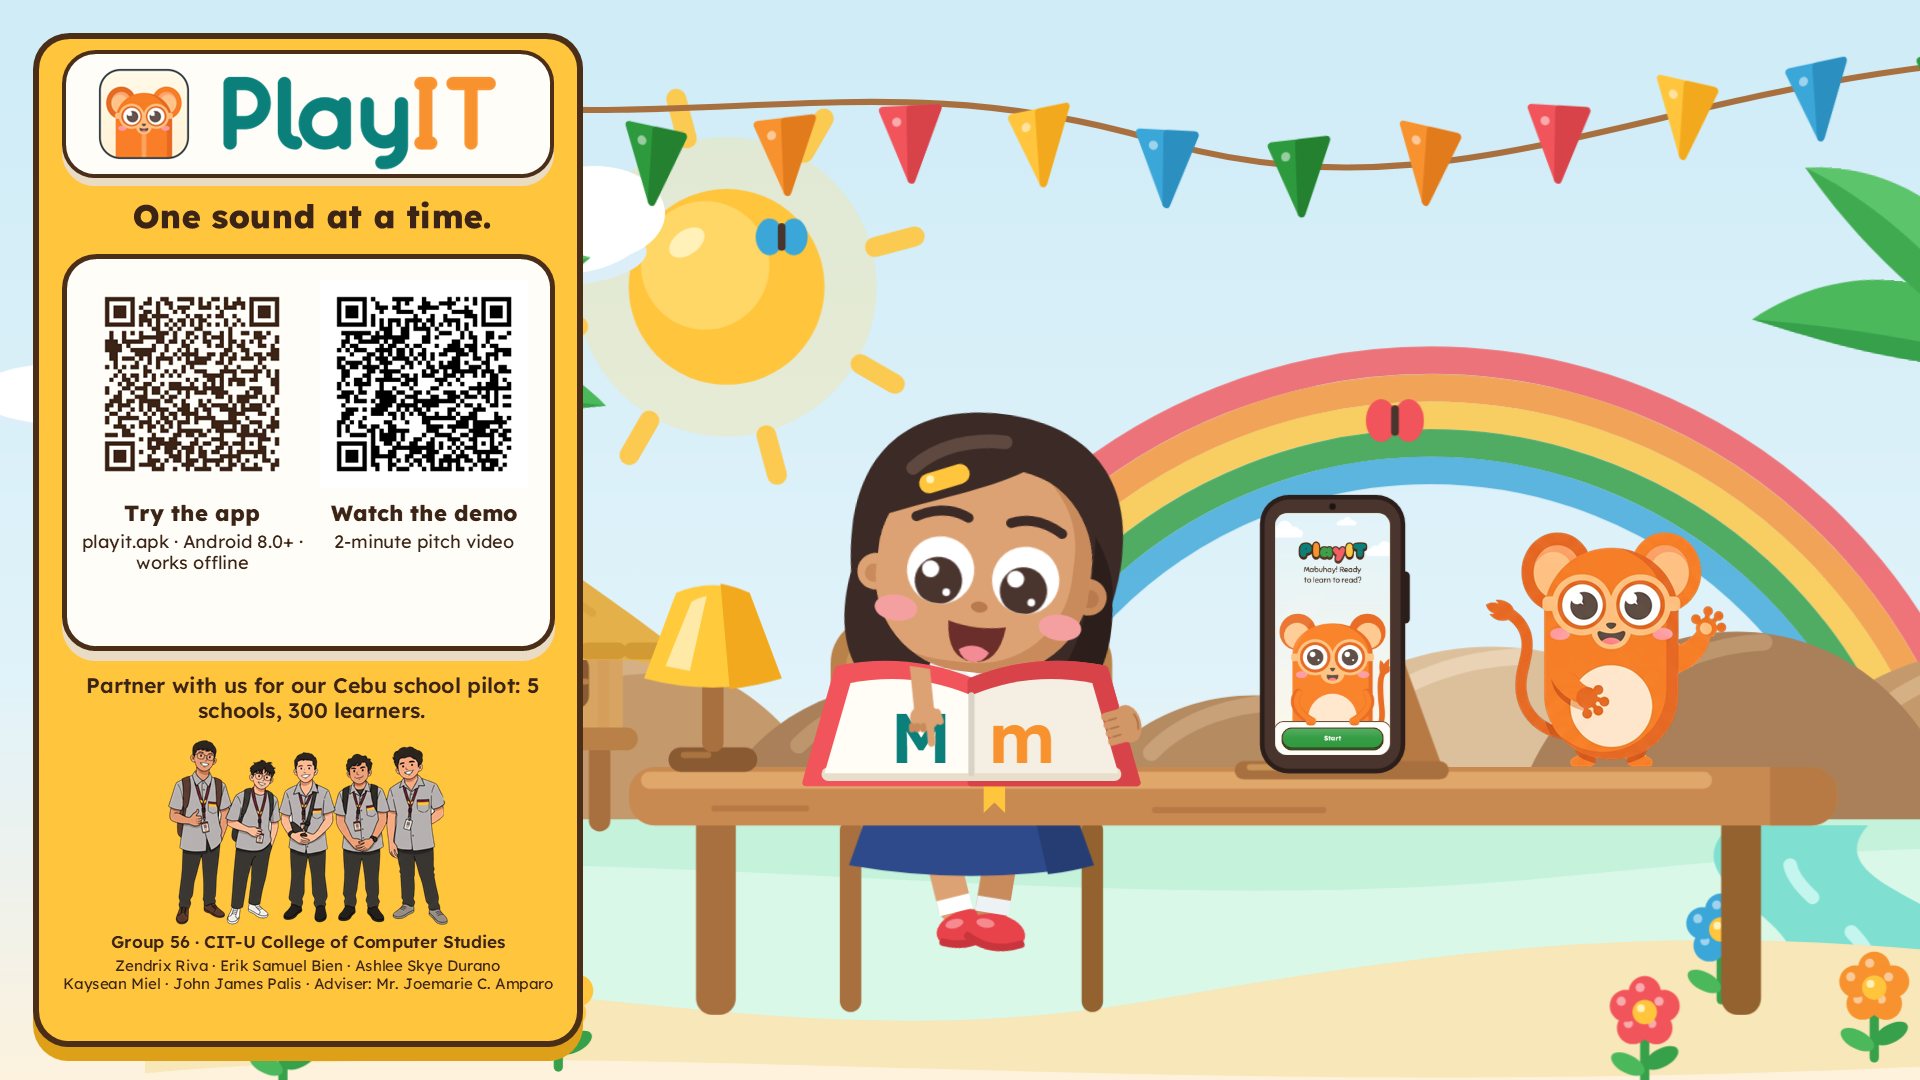 PlayIT
One sound at a time.
Try the app
playit.apk · Android 8.0+ ·
works offline
Watch the demo
2-minute pitch video
Partner with us for our Cebu school pilot: 5
schools, 300 learners.
Group 56 · CIT-U College of Computer Studies
Zendrix Riva · Erik Samuel Bien · Ashlee Skye Durano
Kaysean Miel · John James Palis · Adviser: Mr. Joemarie C. Amparo
M m
PlayIT
Mabuhay! Ready
to learn to read?
Start